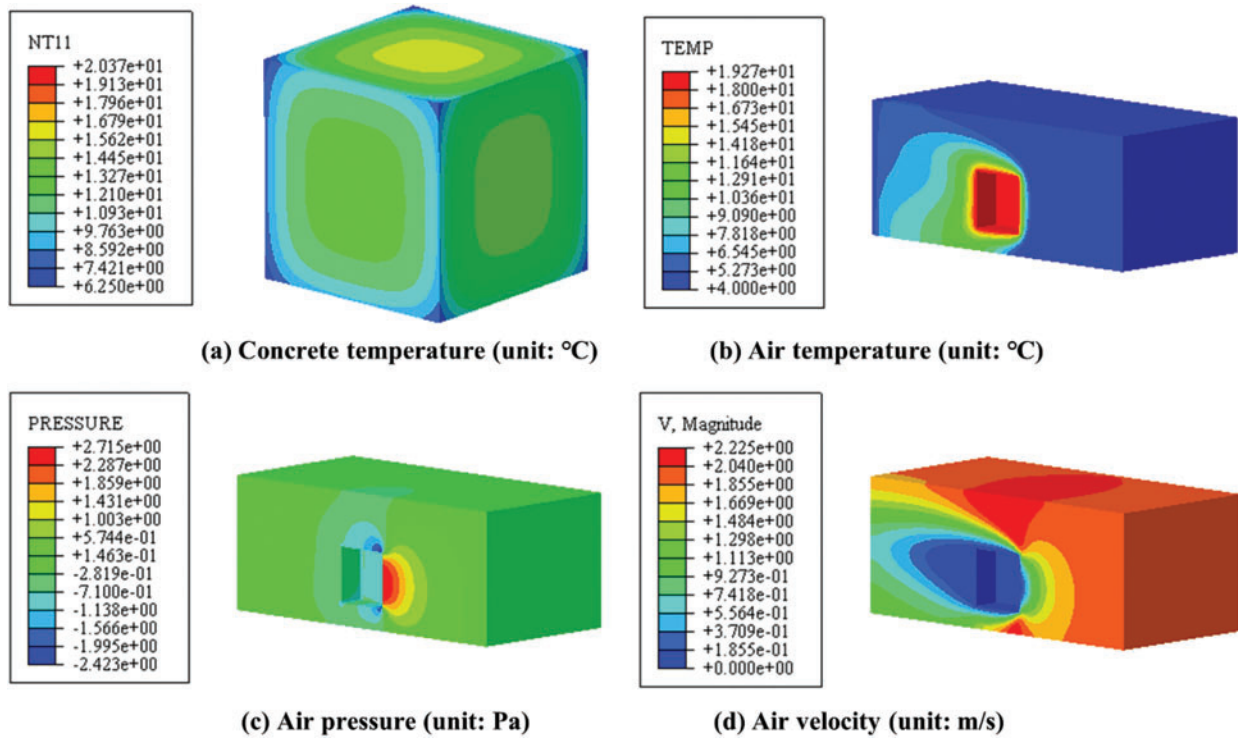 NT11
+2.037e+01
+1.913e+01
+1.796e+01
+1.679e+01
+1.562e+01
+1.445e+01
+1.327e+01
+1.210e+01
+1.093e+01
+9.763e+00
+8.592e+00
+7.421e+00
+6.250e+00
(a) Concrete temperature (unit: °C)
TEMP
+1.927e+01
+1.800e+01
+1.673e+01
+1.545e+01
+1.418e+01
+1.164e+01
+1.291e+01
+1.036e+01
+9.090e+00
+7.818e+00
+6.545e+00
+5.273e+00
+4.000e+00
(b) Air temperature (unit: °C)
PRESSURE
+2.715e+00
+2.287e+00
+1.859e+00
+1.431e+00
+1.003e+00
+5.744e-01
+1.463e-01
-2.819e-01
-7.100e-01
-1.138e+00
-1.566e+00
-1.995e+00
-2.423e+00
(c) Air pressure (unit: Pa)
V, Magnitude
+2.225e+00
+2.040e+00
+1.855e+00
+1.669e+00
+1.484e+00
+1.298e+00
+1.113e+00
+9.273e-01
+7.418e-01
+5.564e-01
+3.709e-01
+1.855e-01
+0.000e+00
(d) Air velocity (unit: m/s)